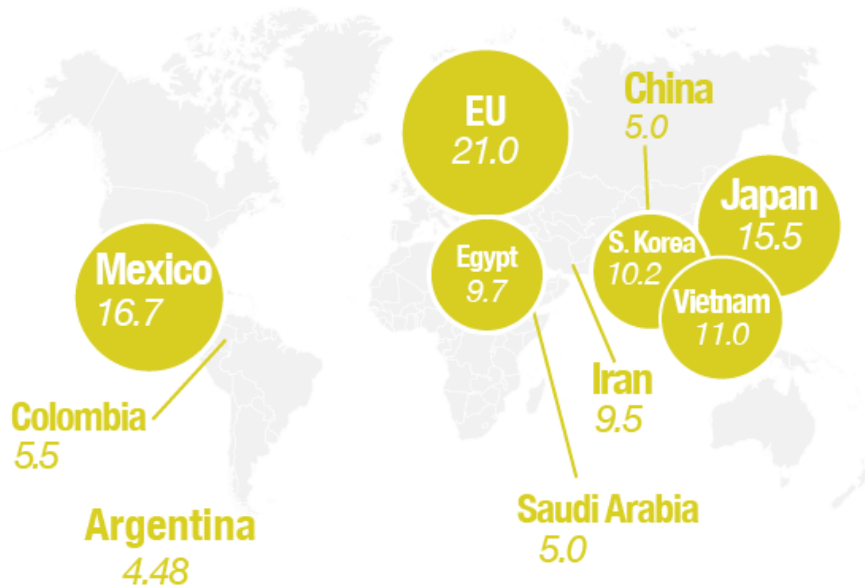 EU
21.0
China
5.0
Japan
15.5
S. Korea
10.2
Egypt
9.7
Mexico
16.7
Vietnam
11.0
Iran
9.5
Colombia
5.5
Saudi Arabia
5.0
Argentina
4.48